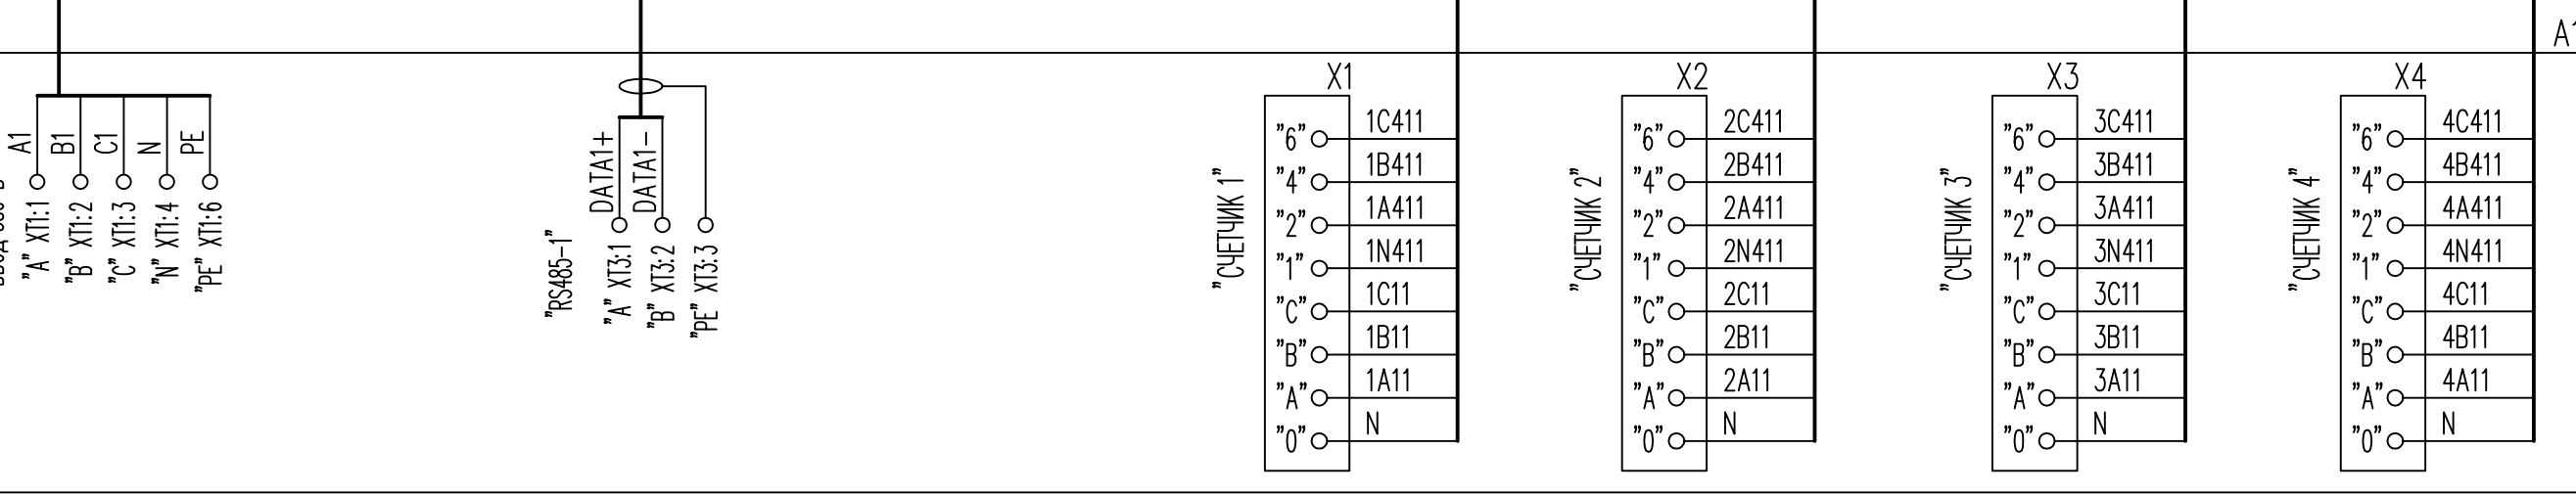 A1
B1
C1
N
PE
"A" XT1:1
"B" XT1:2
"C" XT1:3
"N" XT1:4
"PE" XT1:6
DATA1+
DATA1-
"RS485-1"
"A" XT3:1
"B" XT3:2
"PE" XT3:3
"СЧЕТЧИК 1"
X1
"6" 1C411
"4" 1B411
"2" 1A411
"1" 1N411
"C" 1C11
"B" 1B11
"A" 1A11
"0" N
"СЧЕТЧИК 2"
X2
"6" 2C411
"4" 2B411
"2" 2A411
"1" 2N411
"C" 2C11
"B" 2B11
"A" 2A11
"0" N
"СЧЕТЧИК 3"
X3
"6" 3C411
"4" 3B411
"2" 3A411
"1" 3N411
"C" 3C11
"B" 3B11
"A" 3A11
"0" N
"СЧЕТЧИК 4"
X4
"6" 4C411
"4" 4B411
"2" 4A411
"1" 4N411
"C" 4C11
"B" 4B11
"A" 4A11
"0" N